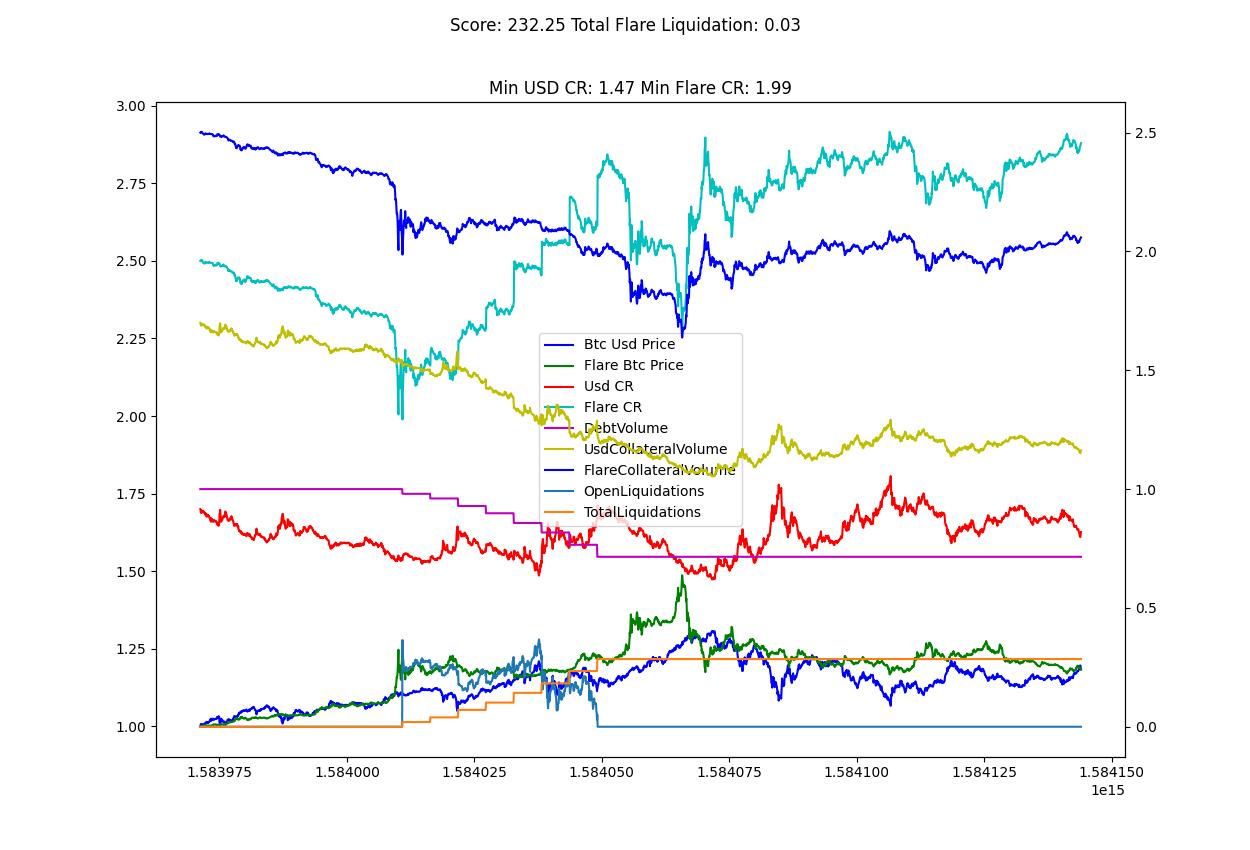 Score: 232.25 Total Flare Liquidation: 0.03
Min USD CR: 1.47 Min Flare CR: 1.99
3.00
2.75
2.50
2.25
2.00
1.75
1.50
1.25
1.00
2.5
2.0
1.5
1.0
0.5
0.0
Btc Usd Price
Flare Btc Price
Usd CR
Flare CR
DebtVolume
UsdCollateralVolume
FlareCollateralVolume
OpenLiquidations
TotalLiquidations
1.583975 1.584000 1.584025 1.584050 1.584075 1.584100 1.584125 1.584150
1e15